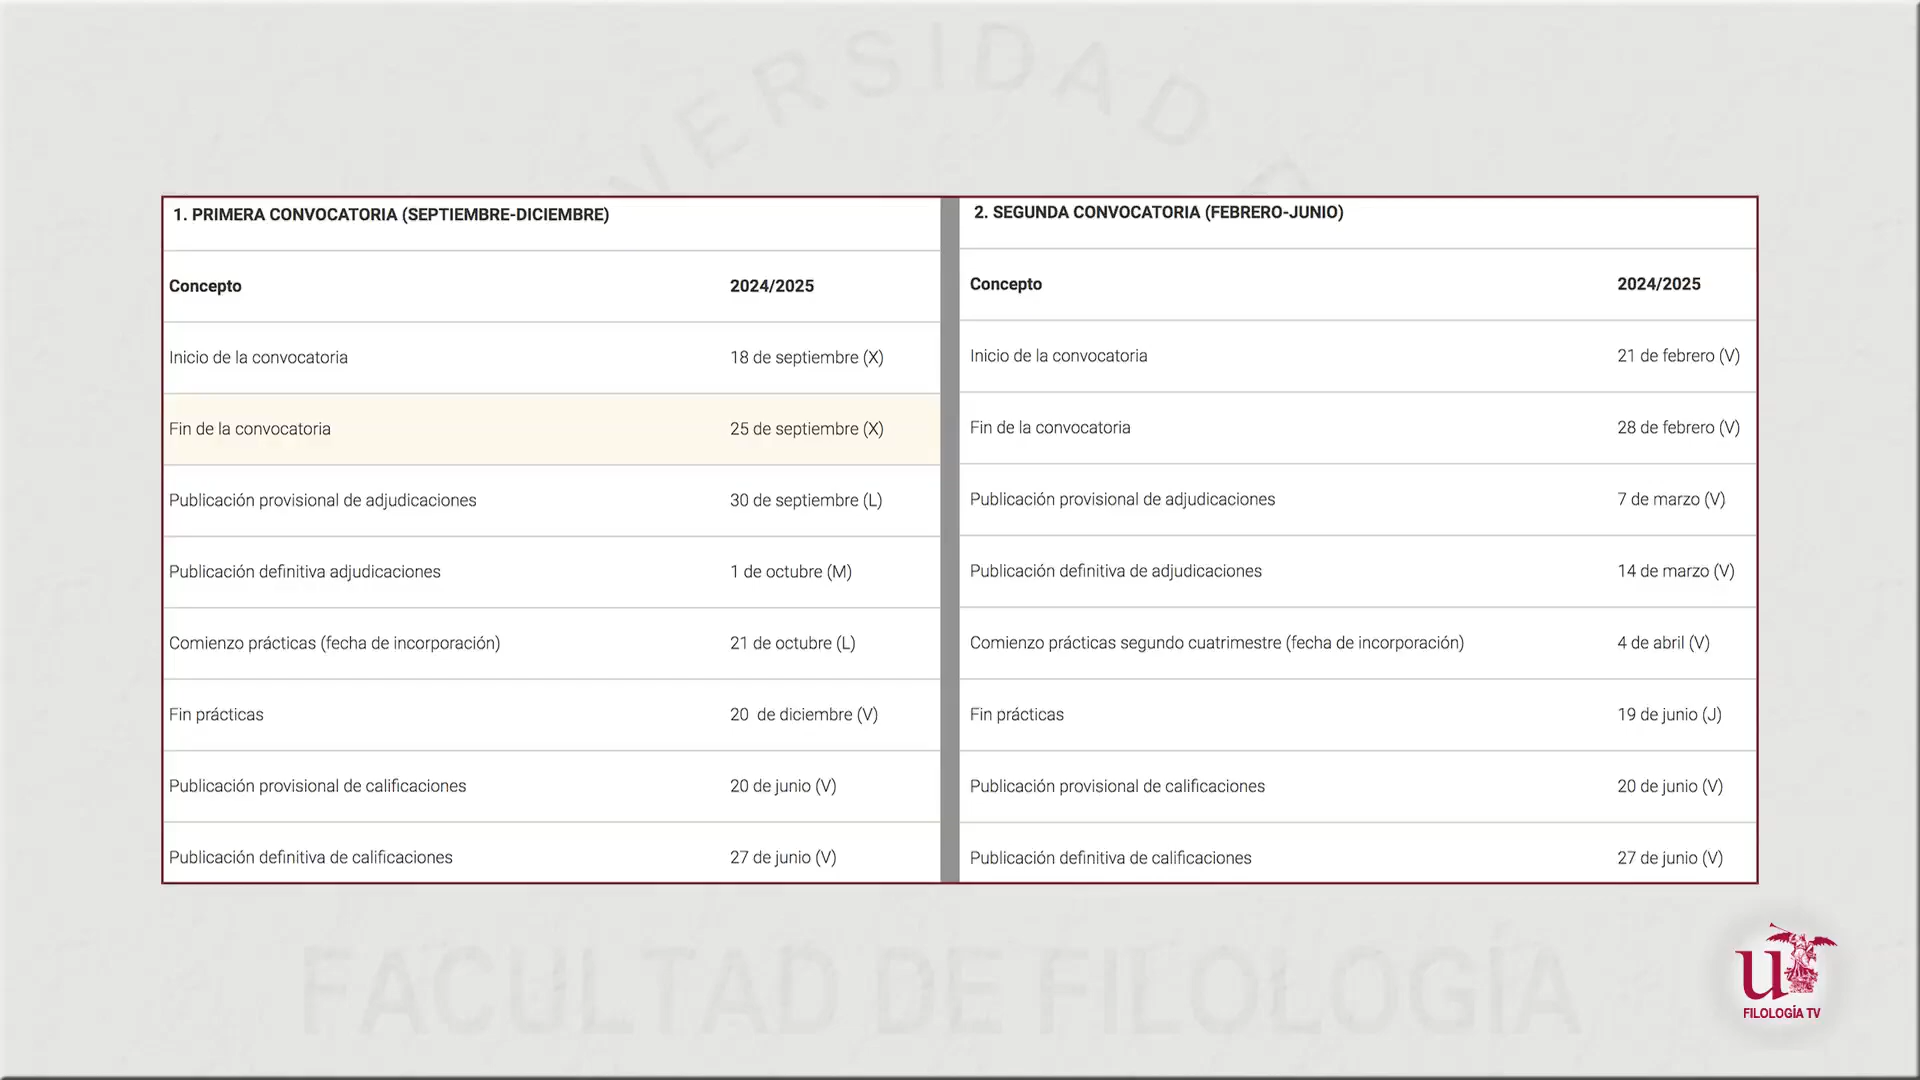 VERSIDAD
1. PRIMERA CONVOCATORIA (SEPTIEMBRE-DICIEMBRE)
Concepto 2024/2025
Inicio de la convocatoria 18 de septiembre (X)
Fin de la convocatoria 25 de septiembre (X)
Publicación provisional de adjudicaciones 30 de septiembre (L)
Publicación definitiva adjudicaciones 1 de octubre (M)
Comienzo prácticas (fecha de incorporación) 21 de octubre (L)
Fin prácticas 20 de diciembre (V)
Publicación provisional de calificaciones 20 de junio (V)
Publicación definitiva de calificaciones 27 de junio (V)
2. SEGUNDA CONVOCATORIA (FEBRERO-JUNIO)
Concepto 2024/2025
Inicio de la convocatoria 21 de febrero (V)
Fin de la convocatoria 28 de febrero (V)
Publicación provisional de adjudicaciones 7 de marzo (V)
Publicación definitiva de adjudicaciones 14 de marzo (V)
Comienzo prácticas segundo cuatrimestre (fecha de incorporación) 4 de abril (V)
Fin prácticas 19 de junio (J)
Publicación provisional de calificaciones 20 de junio (V)
Publicación definitiva de calificaciones 27 de junio (V)
FACULTAD DE FILOLOGÍA
FILOLOGÍA TV